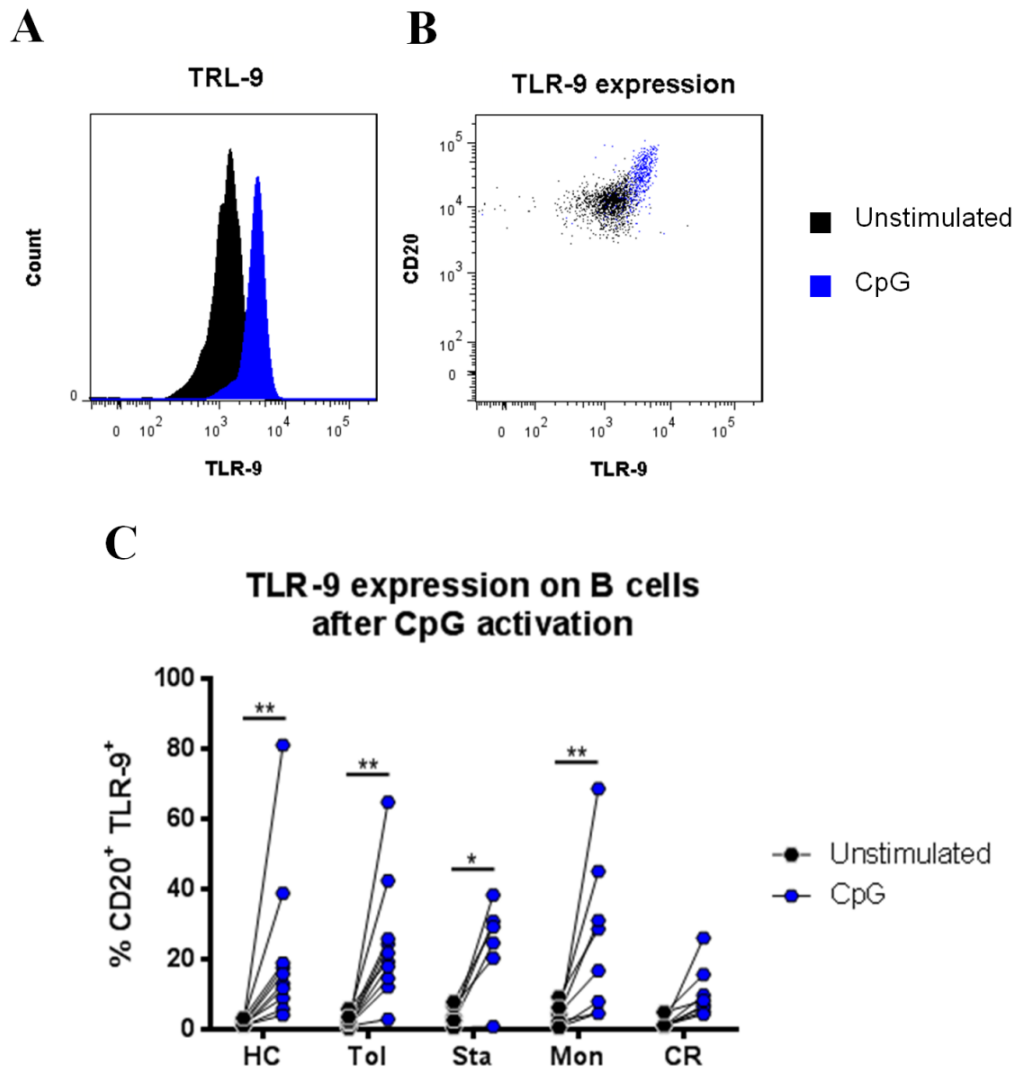 A
TRL-9
Count
0
0 10² 10³ 10⁴ 10⁵
TLR-9
B
TLR-9 expression
CD20
10⁵
10⁴
10³
10²
0
0 10² 10³ 10⁴ 10⁵
TLR-9
Unstimulated
CpG
C
TLR-9 expression on B cells
after CpG activation
% CD20⁺ TLR-9⁺
100
80
60
40
20
0
**
**
*
**
HC Tol Sta Mon CR
Unstimulated
CpG